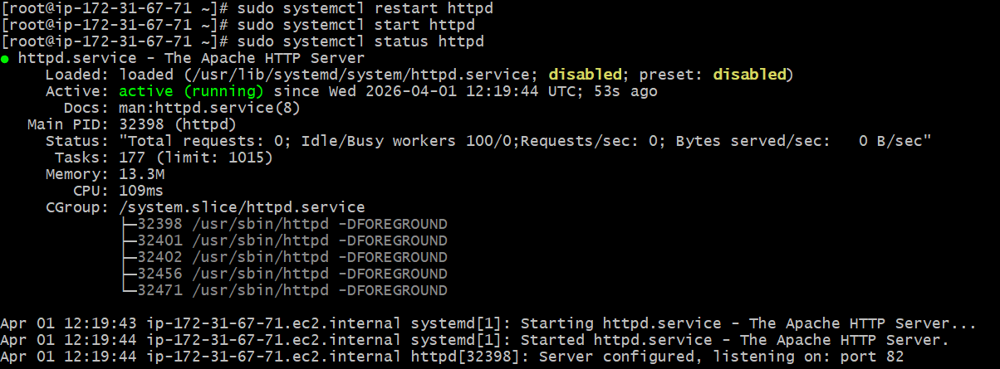 [root@ip-172-31-67-71 ~]# sudo systemctl restart httpd
[root@ip-172-31-67-71 ~]# sudo systemctl start httpd
[root@ip-172-31-67-71 ~]# sudo systemctl status httpd
● httpd.service - The Apache HTTP Server
     Loaded: loaded (/usr/lib/systemd/system/httpd.service; disabled; preset: disabled)
     Active: active (running) since Wed 2026-04-01 12:19:44 UTC; 53s ago
       Docs: man:httpd.service(8)
   Main PID: 32398 (httpd)
     Status: "Total requests: 0; Idle/Busy workers 100/0;Requests/sec: 0; Bytes served/sec:   0 B/sec"
      Tasks: 177 (limit: 1015)
     Memory: 13.3M
        CPU: 109ms
     CGroup: /system.slice/httpd.service
             ├─32398 /usr/sbin/httpd -DFOREGROUND
             ├─32401 /usr/sbin/httpd -DFOREGROUND
             ├─32402 /usr/sbin/httpd -DFOREGROUND
             ├─32456 /usr/sbin/httpd -DFOREGROUND
             └─32471 /usr/sbin/httpd -DFOREGROUND
Apr 01 12:19:43 ip-172-31-67-71.ec2.internal systemd[1]: Starting httpd.service - The Apache HTTP Server...
Apr 01 12:19:44 ip-172-31-67-71.ec2.internal systemd[1]: Started httpd.service - The Apache HTTP Server.
Apr 01 12:19:44 ip-172-31-67-71.ec2.internal httpd[32398]: Server configured, listening on: port 82